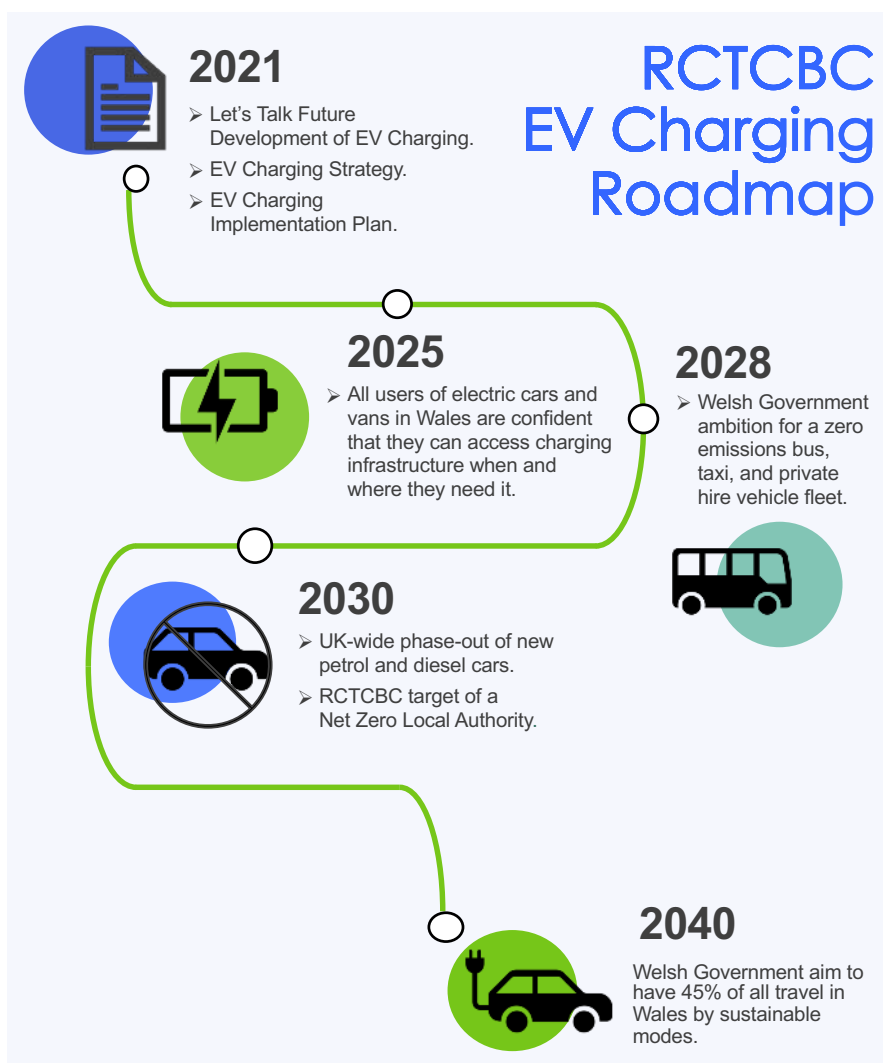 RCTCBC
EV Charging
Roadmap
2021
➢ Let's Talk Future
Development of EV Charging.
➢ EV Charging Strategy.
➢ EV Charging
Implementation Plan.
2025
➢ All users of electric cars and
vans in Wales are confident
that they can access charging
infrastructure when and
where they need it.
2028
➢ Welsh Government
ambition for a zero
emissions bus,
taxi, and private
hire vehicle fleet.
2030
➢ UK-wide phase-out of new
petrol and diesel cars.
➢ RCTCBC target of a
Net Zero Local Authority.
2040
Welsh Government aim to
have 45% of all travel in
Wales by sustainable
modes.